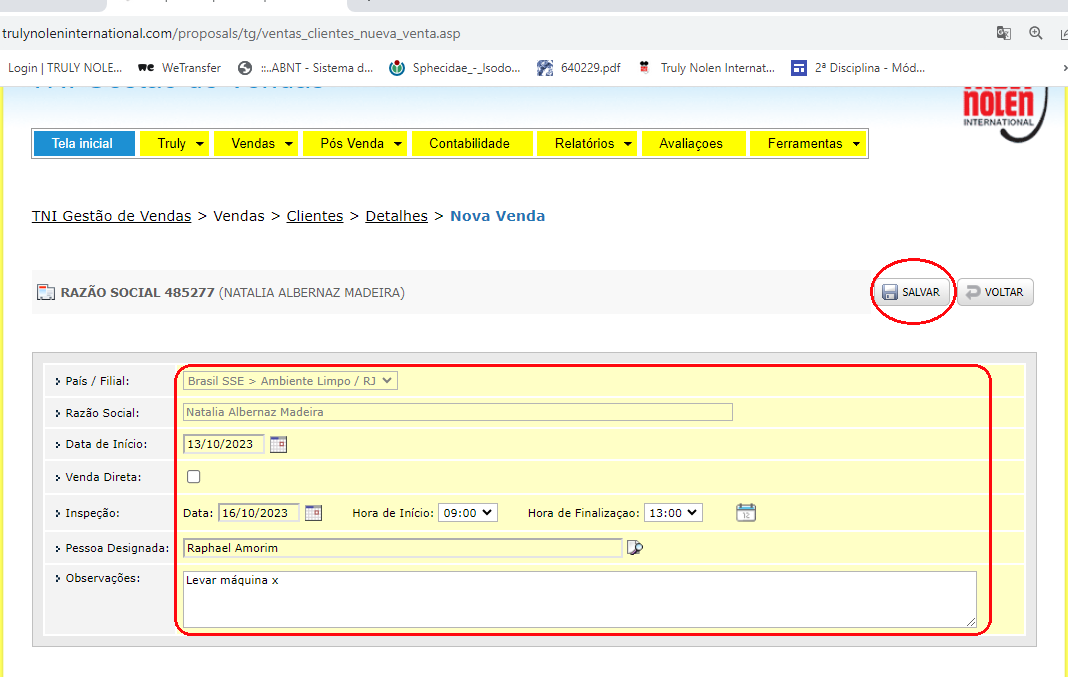 trulynoleninternational.com/proposals/tg/ventas_clientes_nueva_venta.asp
Login | TRULY NOLE... WeTransfer ::..ABNT - Sistema d... Sphecidae_-_Isodo... 640229.pdf Truly Nolen Internat... 2ª Disciplina - Mód...
NOLEN
INTERNATIONAL
Tela inicial Truly Vendas Pós Venda Contabilidade Relatórios Avaliaçoes Ferramentas
TNI Gestão de Vendas > Vendas > Clientes > Detalhes > Nova Venda
RAZÃO SOCIAL 485277 (NATALIA ALBERNAZ MADEIRA) SALVAR VOLTAR
País / Filial: Brasil SSE > Ambiente Limpo / RJ
Razão Social: Natalia Albernaz Madeira
Data de Início: 13/10/2023
Venda Direta:
Inspeção: Data: 16/10/2023 Hora de Início: 09:00 Hora de Finalizaçao: 13:00
Pessoa Designada: Raphael Amorim
Observações: Levar máquina x